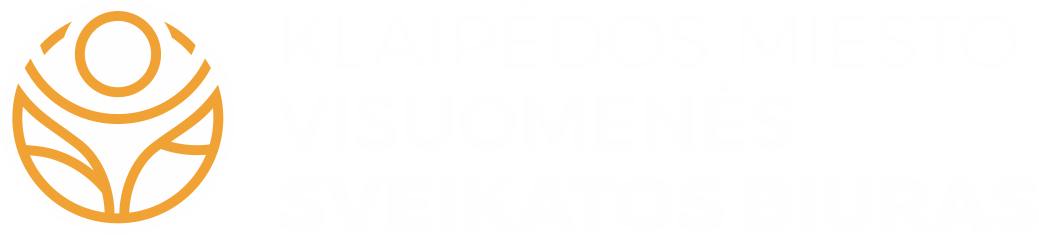 KLAIPĖDOS MIESTO
VISUOMENĖS
SVEIKATOS BIURAS